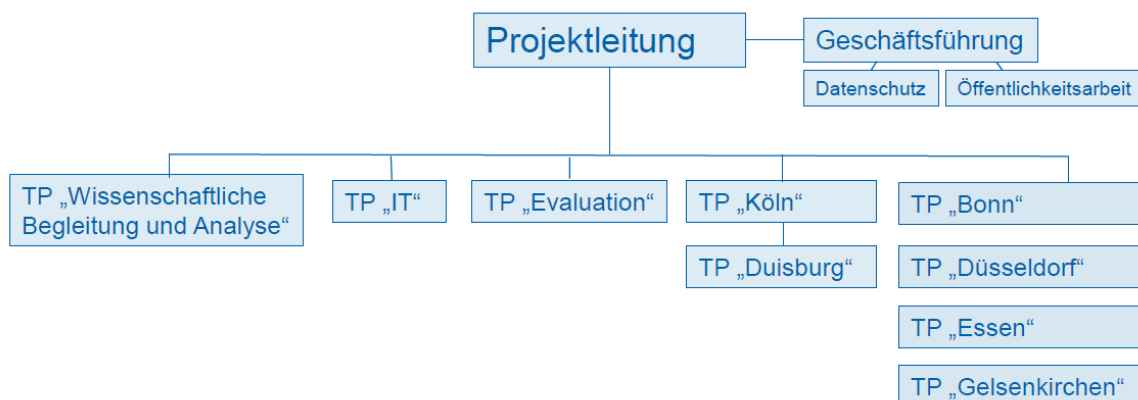 Projektleitung
Geschäftsführung
Datenschutz
Öffentlichkeitsarbeit
TP „Wissenschaftliche
Begleitung und Analyse“
TP „IT“
TP „Evaluation“
TP „Köln“
TP „Bonn“
TP „Duisburg“
TP „Düsseldorf“
TP „Essen“
TP „Gelsenkirchen“